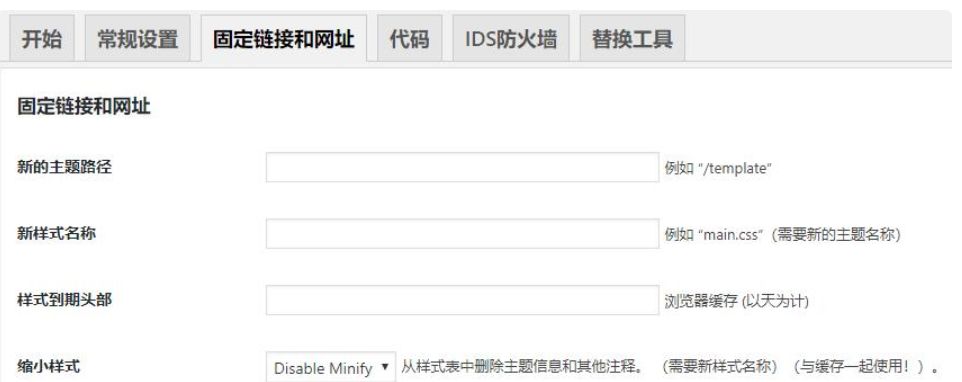 开始 常规设置 固定链接和网址 代码 IDS防火墙 替换工具
固定链接和网址
新的主题路径 例如 "/template"
新样式名称 例如 "main.css"（需要新的主题名称）
样式到期头部 浏览器缓存 (以天为计)
缩小样式 Disable Minify 从样式表中删除主题信息和其他注释。（需要新样式名称）（与缓存一起使用！）。